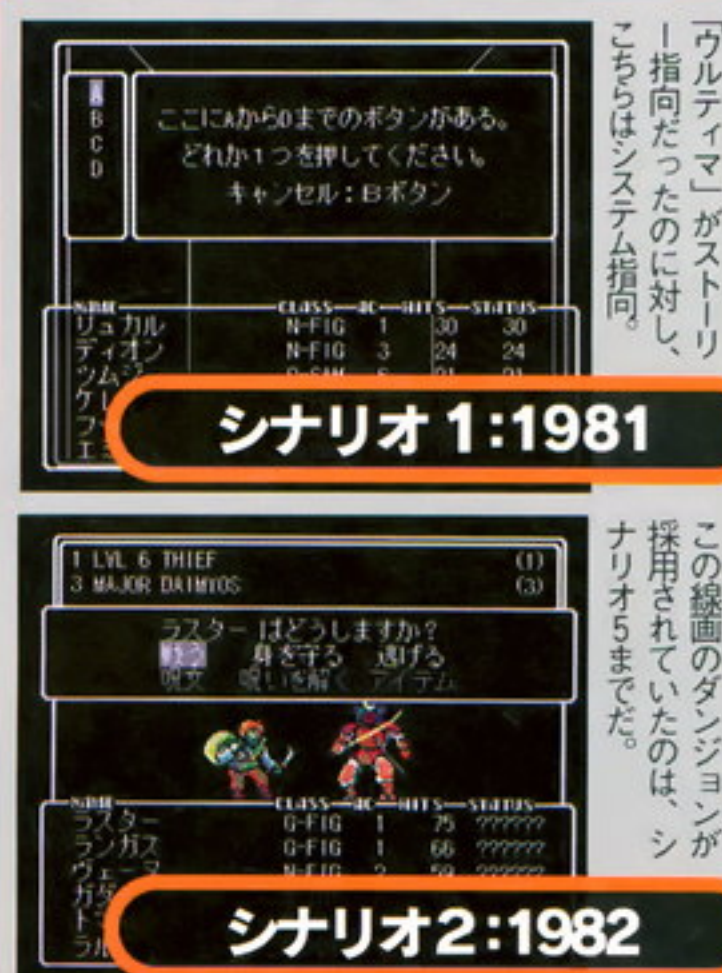 「ウルティマ」がストーリ
ー指向だったのに対し、
こちらはシステム指向。
A
B
C
D
ここにAからDまでのボタンがある。
どれか1つを押してください。
キャンセル:Bボタン
NAME CLASS AC HITS STATUS
リュカル N-FIG 1 30 30
ディオン N-FIG 3 24 24
シナリオ1:1981
この線画のダンジョンが
採用されていたのは、シ
ナリオ5までだ。
1 LVL 6 THIEF (1)
3 MAJOR DAIMYOS (3)
ラスター はどうしますか?
戦う 身を守る 逃げる
呪文 呪いを解く アイテム
NAME CLASS AC HITS STATUS
ラスター G-FIG 1 75 ??????
ランガス G-FIG 1 66 ??????
N-FIG 2 59 ??????
シナリオ2:1982